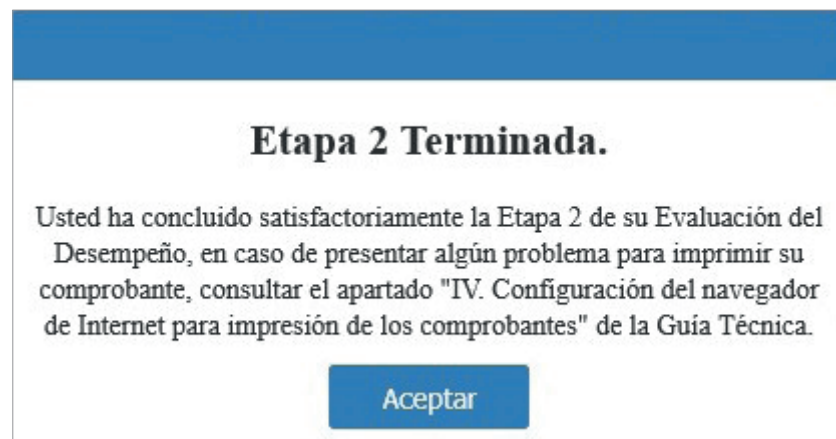 Etapa 2 Terminada.
Usted ha concluido satisfactoriamente la Etapa 2 de su Evaluación del
Desempeño, en caso de presentar algún problema para imprimir su
comprobante, consultar el apartado "IV. Configuración del navegador
de Internet para impresión de los comprobantes" de la Guía Técnica.
Aceptar